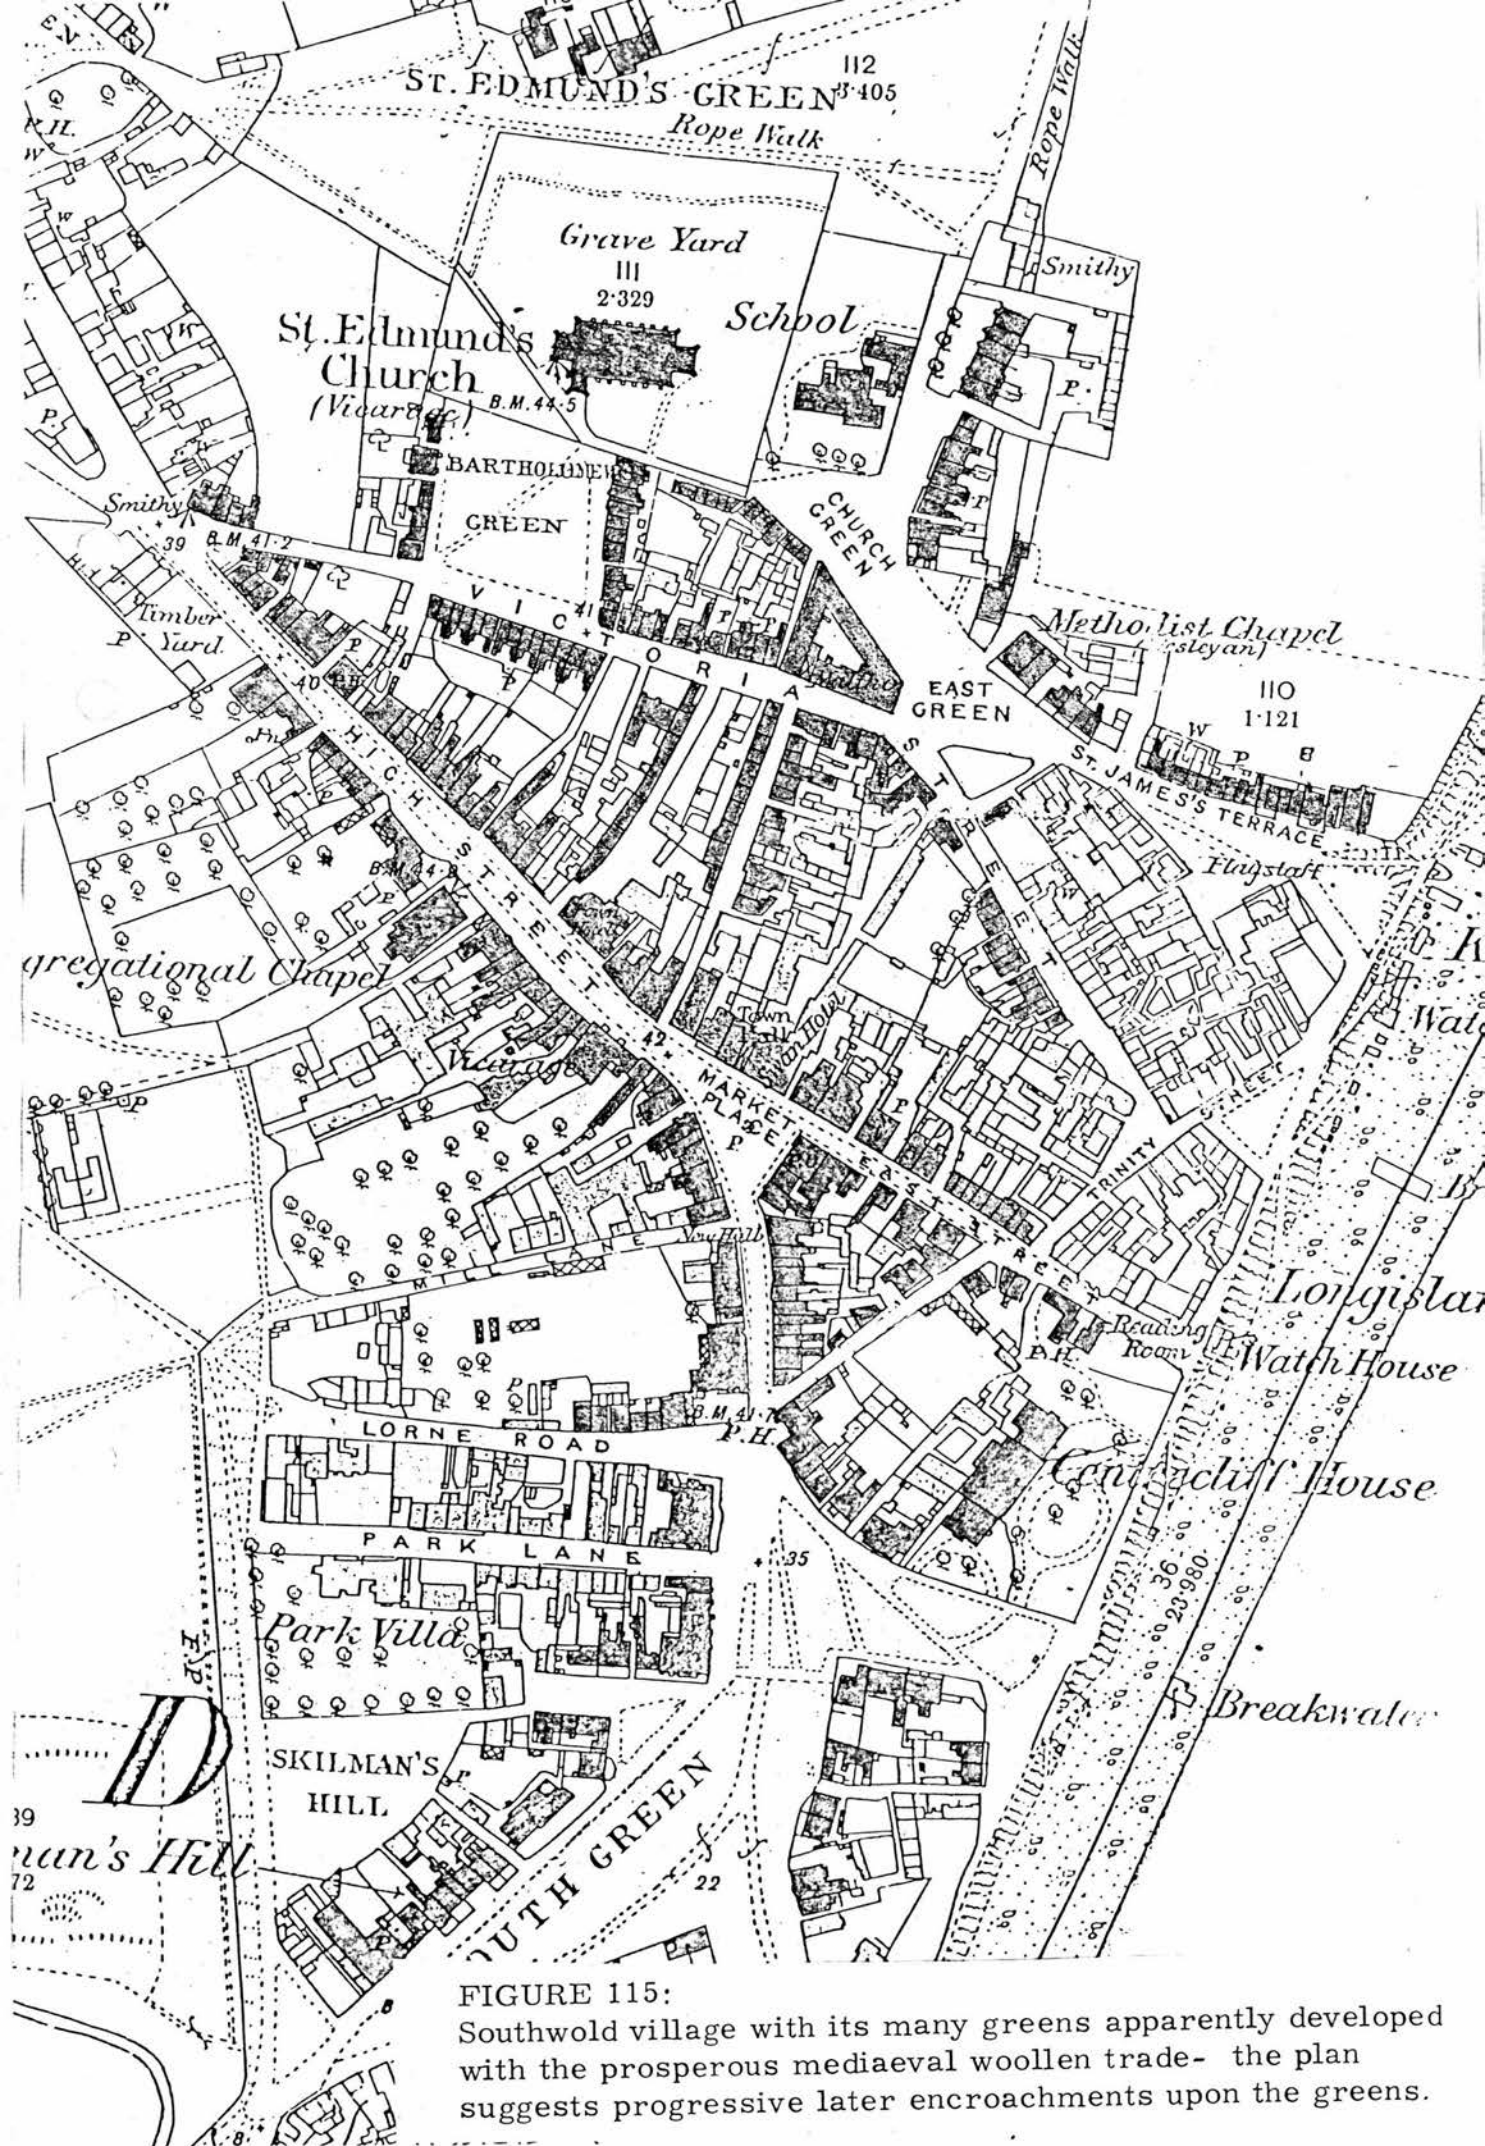 ST. EDMUND'S GREEN
112
3·405
Rope Walk
Rope Walk
P.H.
W
Grave Yard
111
2·329
School
Smithy
St. Edmund's
Church
(Vicarage)
B.M. 44·5
W
W
P
P.
BARTHOLOMEW
GREEN
CHURCH
GREEN
P
Smithy
39
B.M. 41·2
Timber
Yard
P
VICTORIA STREET
41
P
P
P
P
Methodist Chapel
sleyan)
110
1·121
EAST
GREEN
40
P.H.
HIGH STREET
W
P
B
ST. JAMES'S TERRACE
Flagstaff
W
P
gregational Chapel
Town
Hotel
42
Vicarage
MARKET
PLACE
P
P
EAST STREET
TRINITY
STREET
Wat
K
B
LANE
New Hall
Longislan
Reading
Room
P.H.
Watch House
P
LORNE ROAD
B.M. 41·7
P.H.
Centrecliff House
PARK LANE
35
36
23·980
Park Villa
F.P.
D
Breakwater
SKILMAN'S
HILL
P
SOUTH GREEN
39
man's Hill
72
22
P
8
8·
FIGURE 115:
Southwold village with its many greens apparently developed
with the prosperous mediaeval woollen trade- the plan
suggests progressive later encroachments upon the greens.